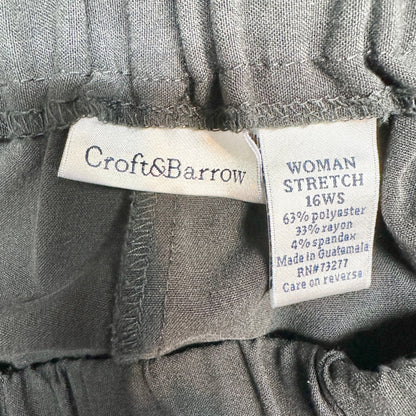 Croft&Barrow
WOMAN
STRETCH
16WS
63% polyester
33% rayon
4% spandex
Made in Guatemala
RN#73277
Care on reverse